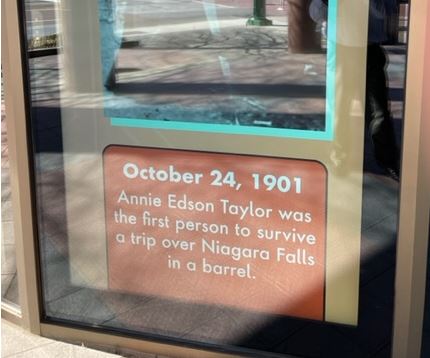 October 24, 1901
Annie Edson Taylor was
the first person to survive
a trip over Niagara Falls
in a barrel.